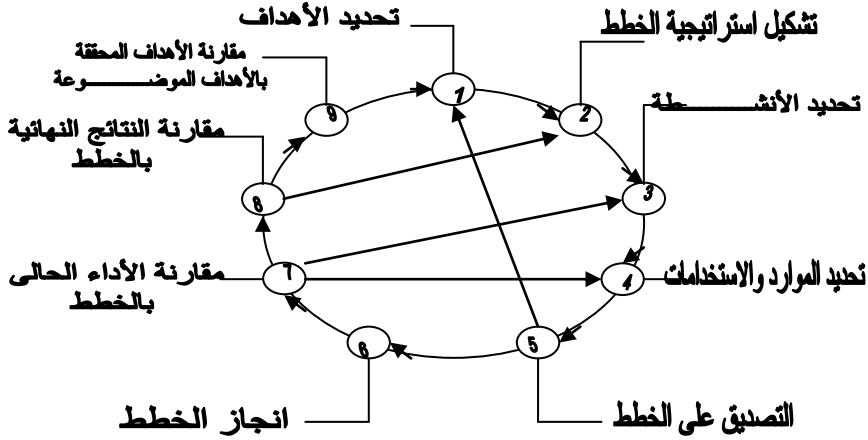 تحديد الأهداف
1
تشكيل استراتيجية الخطط
2
تحديد الأنشـــــطة
3
تحديد الموارد والاستخدامات
4
التصديق على الخطط
5
انجاز الخطط
6
مقارنة الأداء الحالى
بالخطط
7
مقارنة النتائج النهائية
بالخطط
8
مقارنة الأهداف المحققة
بالأهداف الموضـــــوعة
9